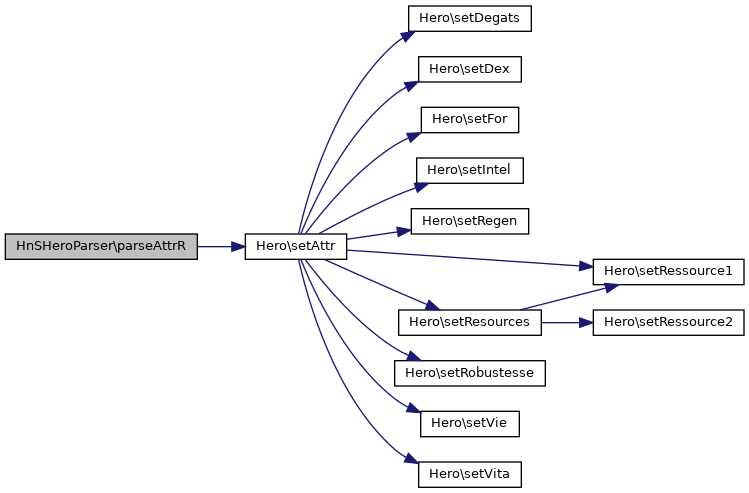 Hero\setDegats
Hero\setDex
Hero\setFor
Hero\setIntel
Hero\setRegen
HnSHeroParser\parseAttrR
Hero\setAttr
Hero\setRessource1
Hero\setResources
Hero\setRessource2
Hero\setRobustesse
Hero\setVie
Hero\setVita